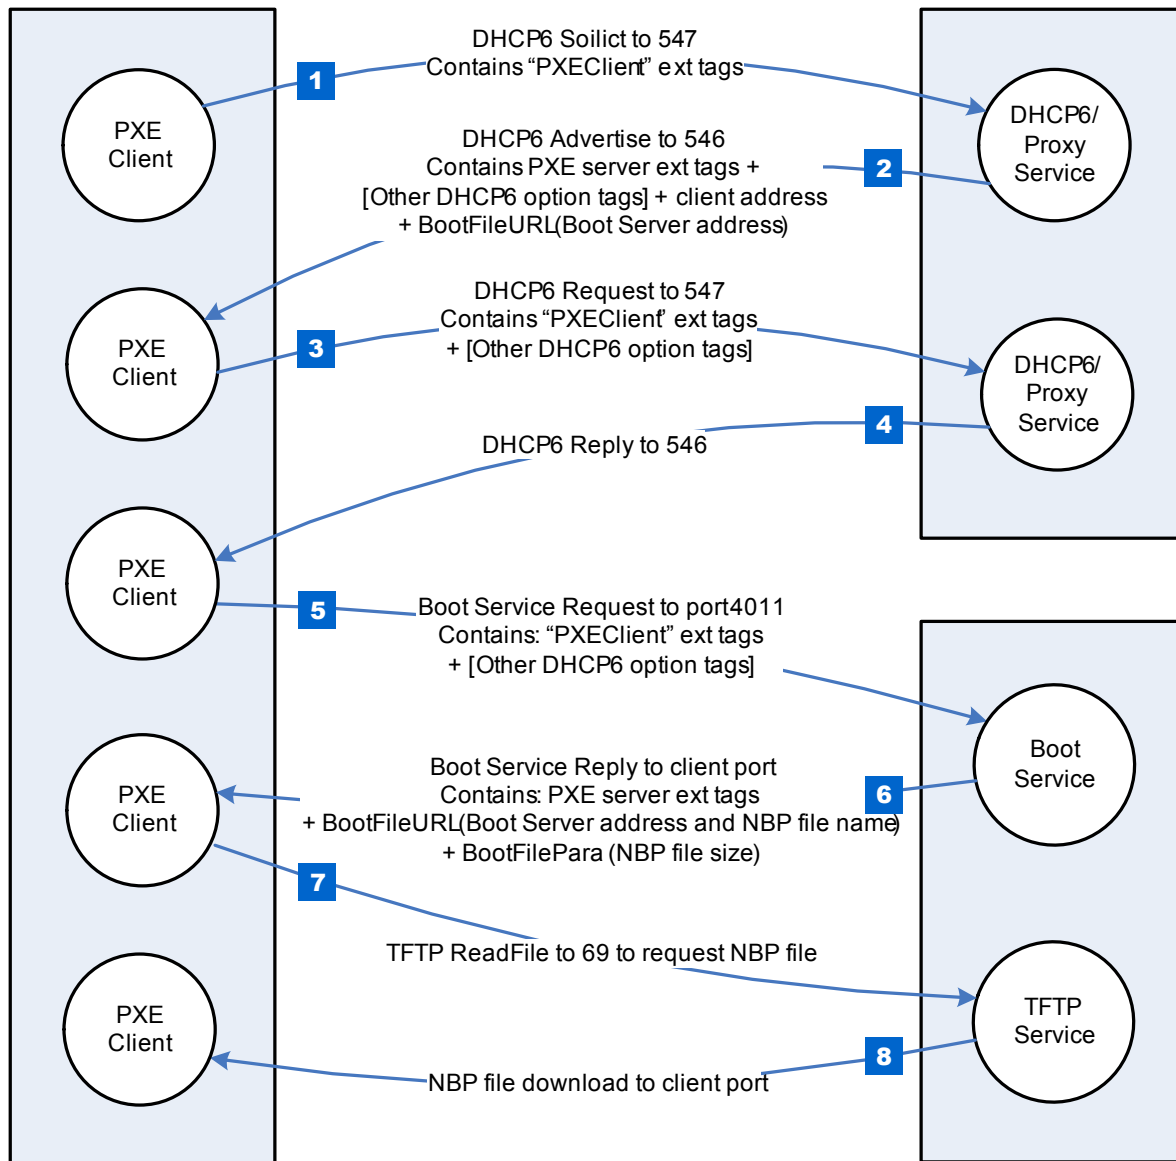 DHCP6 Soilict to 547
Contains “PXEClient” ext tags
1
PXE
Client
DHCP6/
Proxy
Service
DHCP6 Advertise to 546
Contains PXE server ext tags +
[Other DHCP6 option tags] + client address
+ BootFileURL(Boot Server address)
2
DHCP6 Request to 547
Contains “PXEClient” ext tags
+ [Other DHCP6 option tags]
3
PXE
Client
DHCP6/
Proxy
Service
4
DHCP6 Reply to 546
PXE
Client
5
Boot Service Request to port4011
Contains: “PXEClient” ext tags
+ [Other DHCP6 option tags]
Boot
Service
Boot Service Reply to client port
Contains: PXE server ext tags
+ BootFileURL(Boot Server address and NBP file name)
+ BootFilePara (NBP file size)
6
PXE
Client
7
TFTP ReadFile to 69 to request NBP file
TFTP
Service
PXE
Client
8
NBP file download to client port